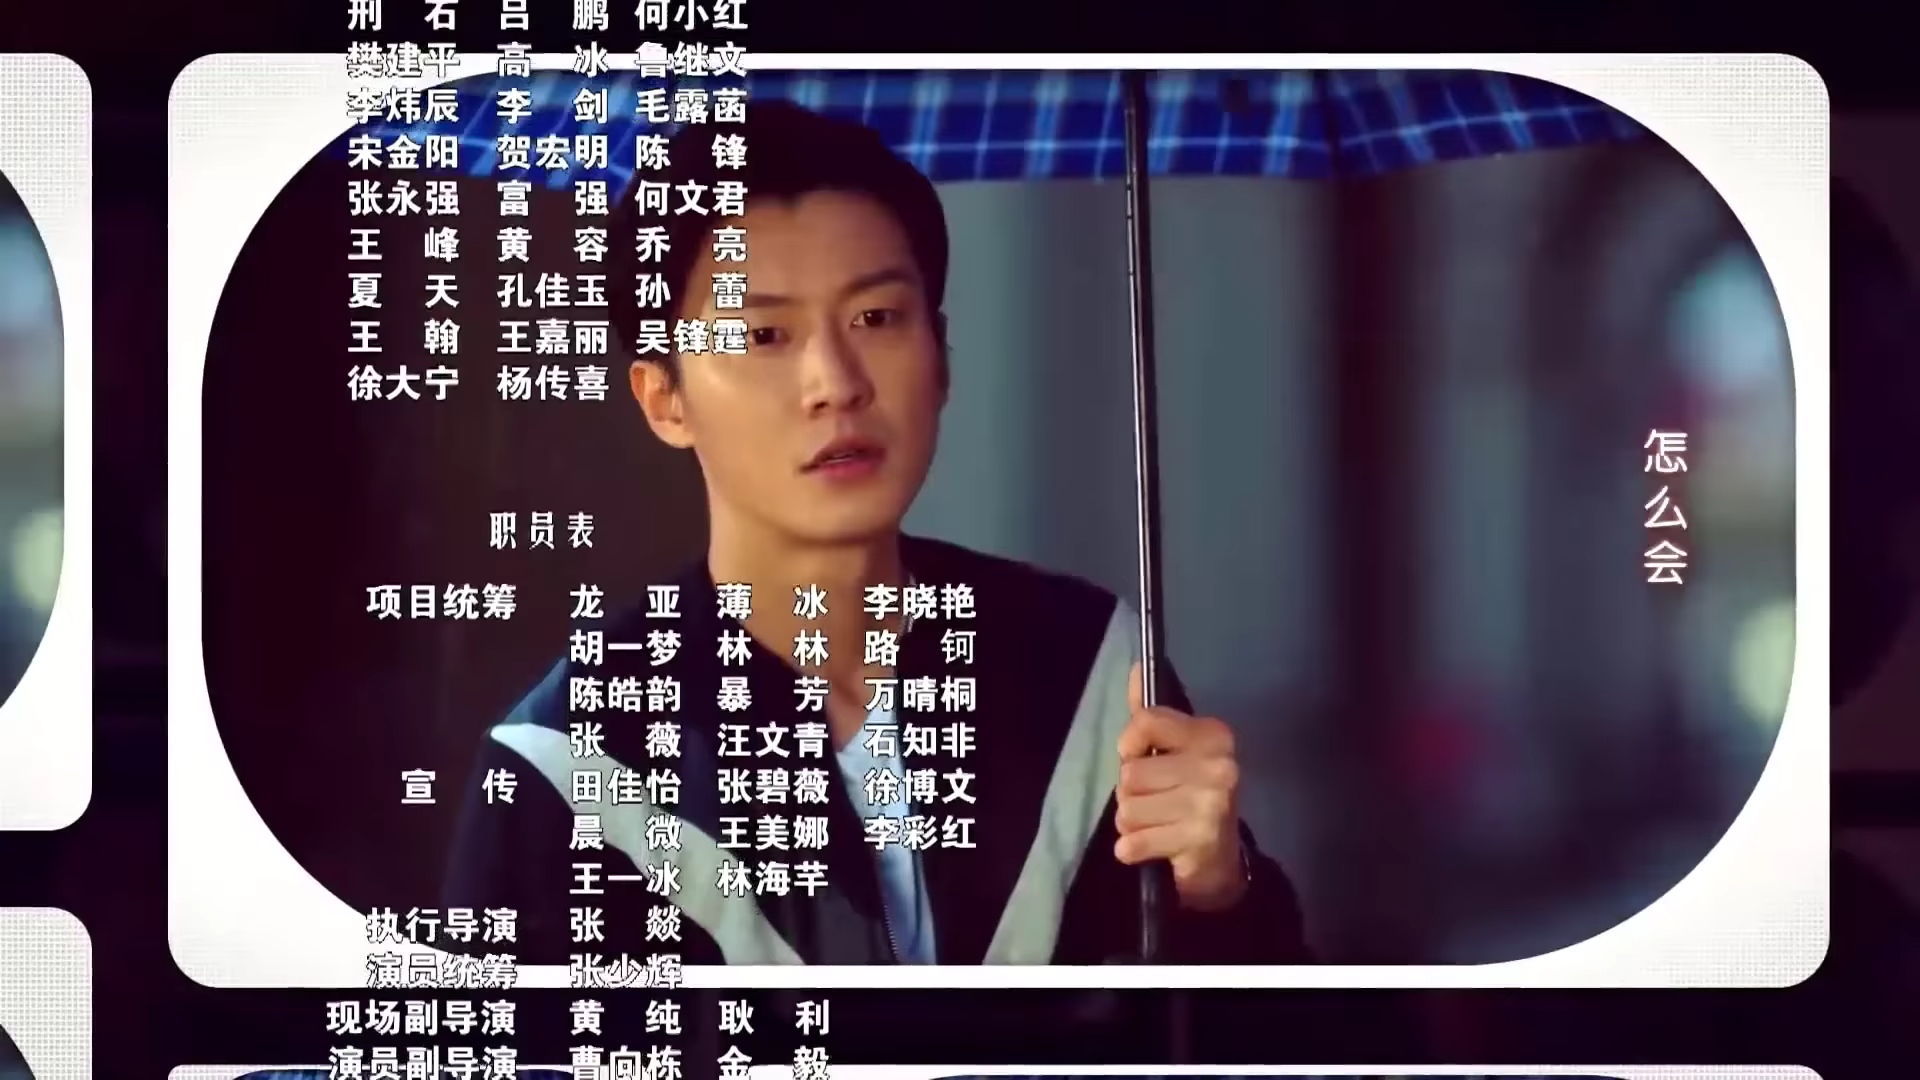 刑石 吕鹏 何小红
樊建平 高冰 鲁继文
李炜辰 李剑 毛露菡
宋金阳 贺宏明 陈锋
张永强 富强 何文君
王峰 黄容 乔亮
夏天 孔佳玉 孙蕾
王翰 王嘉丽 吴锋霆
徐大宁 杨传喜
职员表
项目统筹 龙亚 薄冰 李晓艳
胡一梦 林林 路钶
陈皓韵 暴芳 万晴桐
张薇 汪文青 石知非
宣传 田佳怡 张碧薇 徐博文
晨微 王美娜 李彩红
王一冰 林海芊
执行导演 张燚
演员统筹 张少辉
现场副导演 黄纯 耿利
演员副导演 曹向栋 金毅
怎么会